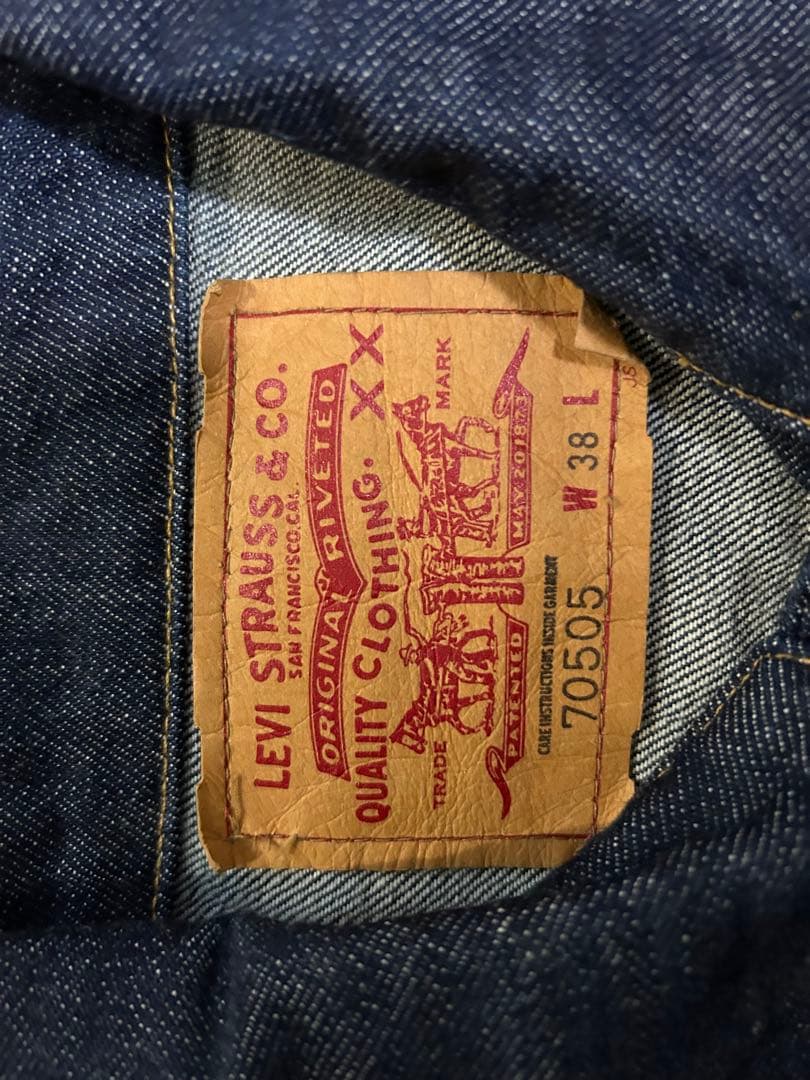 LEVI STRAUSS & CO.
SAN FRANCISCO, CAL.
ORIGINAL RIVETED
QUALITY CLOTHING. XX
TRADE MARK
PATENTED MAY 20 1873
CARE INSTRUCTIONS INSIDE GARMENT
70505 W 38 L